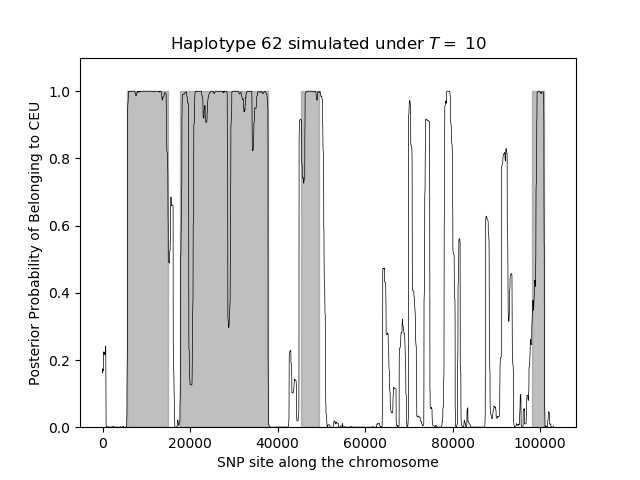 Haplotype 62 simulated under T = 10
Posterior Probability of Belonging to CEU
1.0
0.8
0.6
0.4
0.2
0.0
0 20000 40000 60000 80000 100000
SNP site along the chromosome